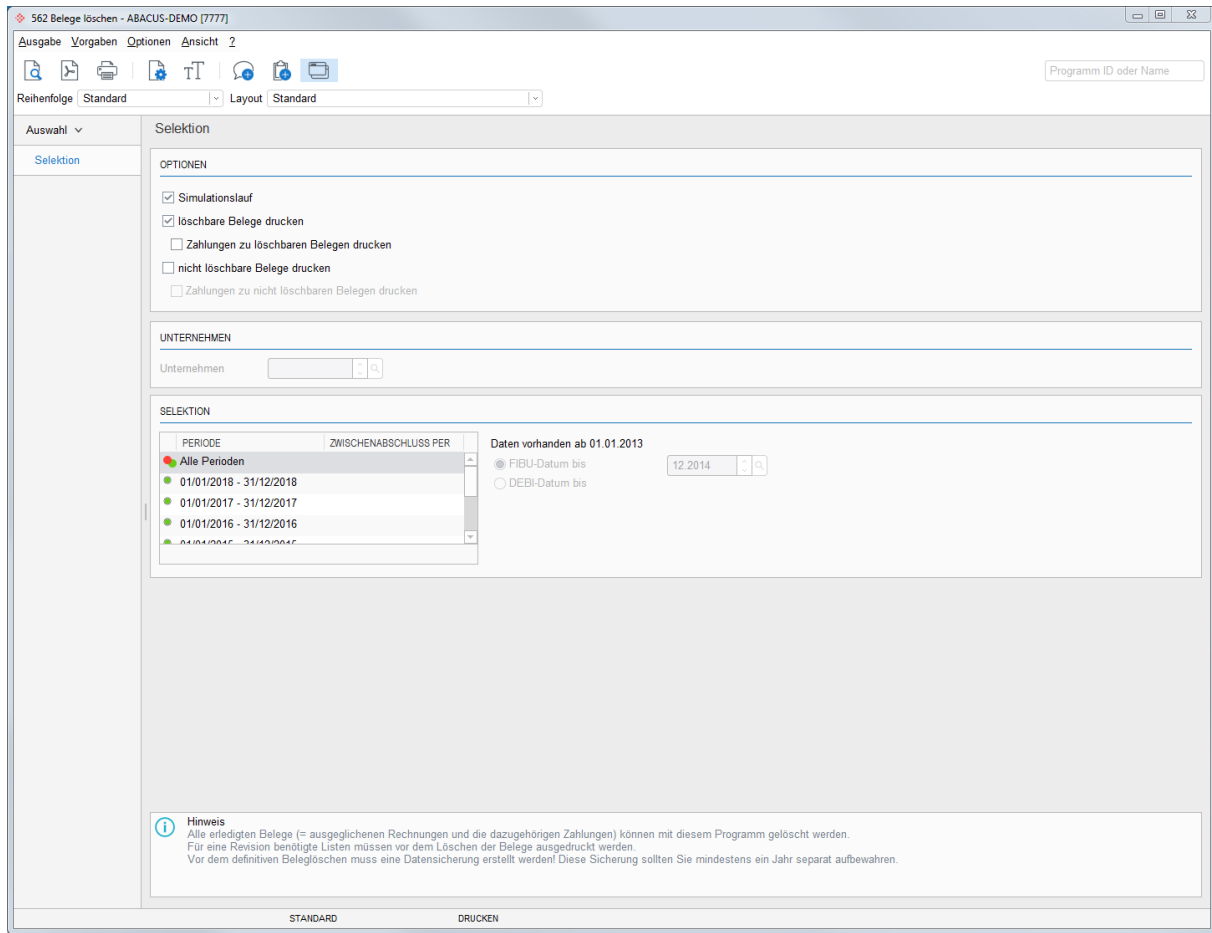 562 Belege löschen - ABACUS-DEMO [7777]
Ausgabe Vorgaben Optionen Ansicht ?
Programm ID oder Name
Reihenfolge Standard Layout Standard
Auswahl
Selektion
Selektion
OPTIONEN
Simulationslauf
löschbare Belege drucken
Zahlungen zu löschbaren Belegen drucken
nicht löschbare Belege drucken
Zahlungen zu nicht löschbaren Belegen drucken
UNTERNEHMEN
Unternehmen
SELEKTION
PERIODE ZWISCHENABSCHLUSS PER
Alle Perioden
01/01/2018 - 31/12/2018
01/01/2017 - 31/12/2017
01/01/2016 - 31/12/2016
01/01/2015 - 31/12/2015
Daten vorhanden ab 01.01.2013
FIBU-Datum bis 12.2014
DEBI-Datum bis
Hinweis
Alle erledigten Belege (= ausgeglichenen Rechnungen und die dazugehörigen Zahlungen) können mit diesem Programm gelöscht werden.
Für eine Revision benötigte Listen müssen vor dem Löschen der Belege ausgedruckt werden.
Vor dem definitiven Beleglöschen muss eine Datensicherung erstellt werden! Diese Sicherung sollten Sie mindestens ein Jahr separat aufbewahren.
STANDARD DRUCKEN